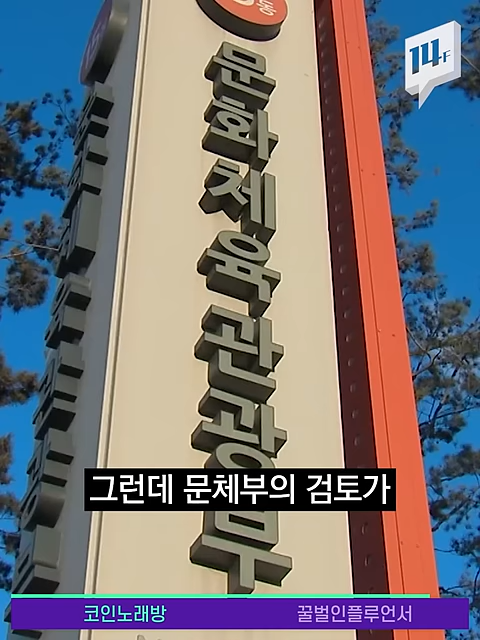 동
14F
문화체육관광부
그런데 문체부의 검토가
코인노래방
꿀벌인플루언서